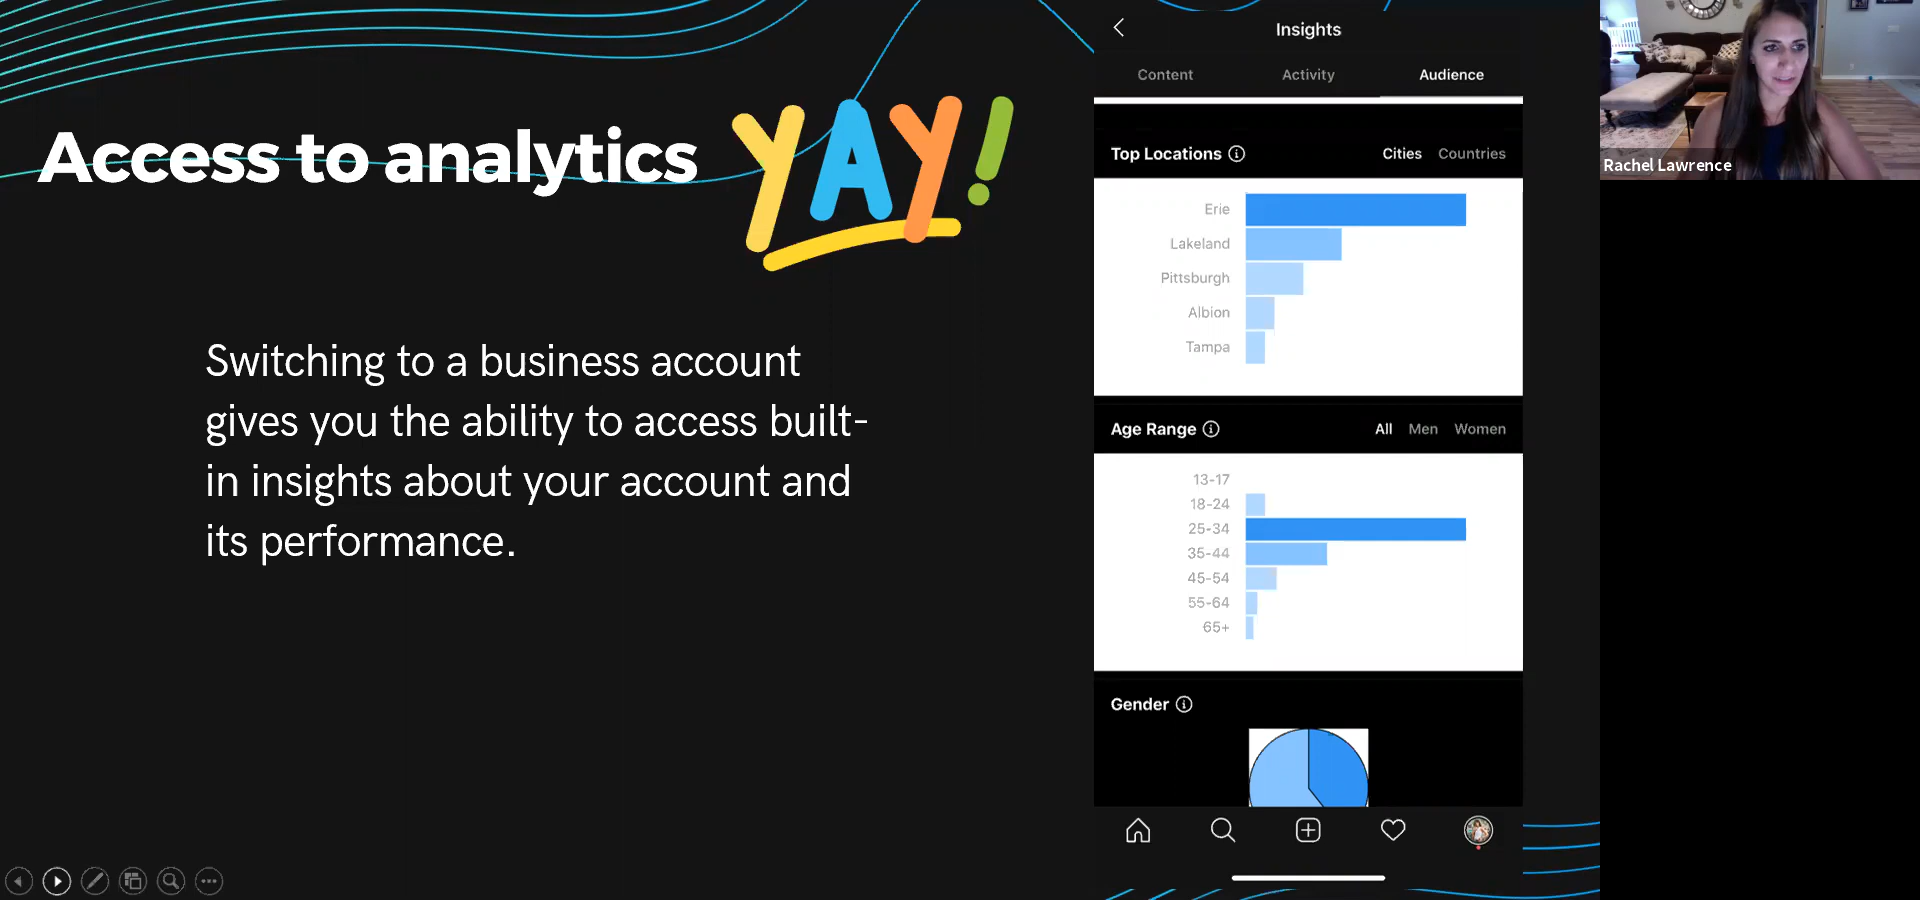 Access to analytics
YAY!
Switching to a business account
gives you the ability to access built-
in insights about your account and
its performance.
Insights
Content Activity Audience
Top Locations Cities Countries
Erie
Lakeland
Pittsburgh
Albion
Tampa
Age Range All Men Women
13-17
18-24
25-34
35-44
45-54
55-64
65+
Gender
Rachel Lawrence